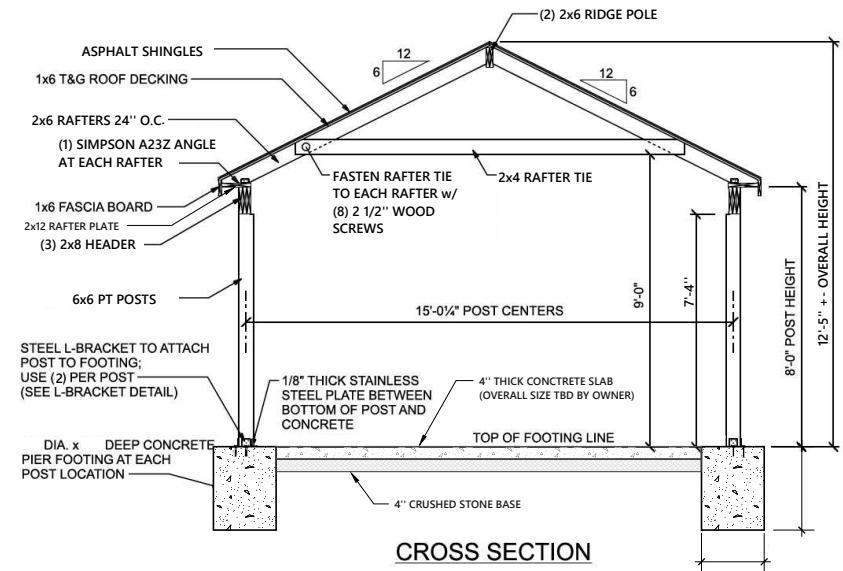 (2) 2x6 RIDGE POLE
ASPHALT SHINGLES
12
6
1x6 T&G ROOF DECKING
12
6
2x6 RAFTERS 24'' O.C.
(1) SIMPSON A23Z ANGLE
AT EACH RAFTER
FASTEN RAFTER TIE
TO EACH RAFTER w/
(8) 2 1/2'' WOOD
SCREWS
2x4 RAFTER TIE
1x6 FASCIA BOARD
2x12 RAFTER PLATE
(3) 2x8 HEADER
6x6 PT POSTS
15'-0¼" POST CENTERS
9'-0"
7'-4''
8'-0" POST HEIGHT
12'-5'' +- OVERALL HEIGHT
STEEL L-BRACKET TO ATTACH
POST TO FOOTING;
USE (2) PER POST
(SEE L-BRACKET DETAIL)
1/8" THICK STAINLESS
STEEL PLATE BETWEEN
BOTTOM OF POST AND
CONCRETE
4'' THICK CONCTRETE SLAB
(OVERALL SIZE TBD BY OWNER)
TOP OF FOOTING LINE
DIA. x DEEP CONCRETE
PIER FOOTING AT EACH
POST LOCATION
4'' CRUSHED STONE BASE
CROSS SECTION